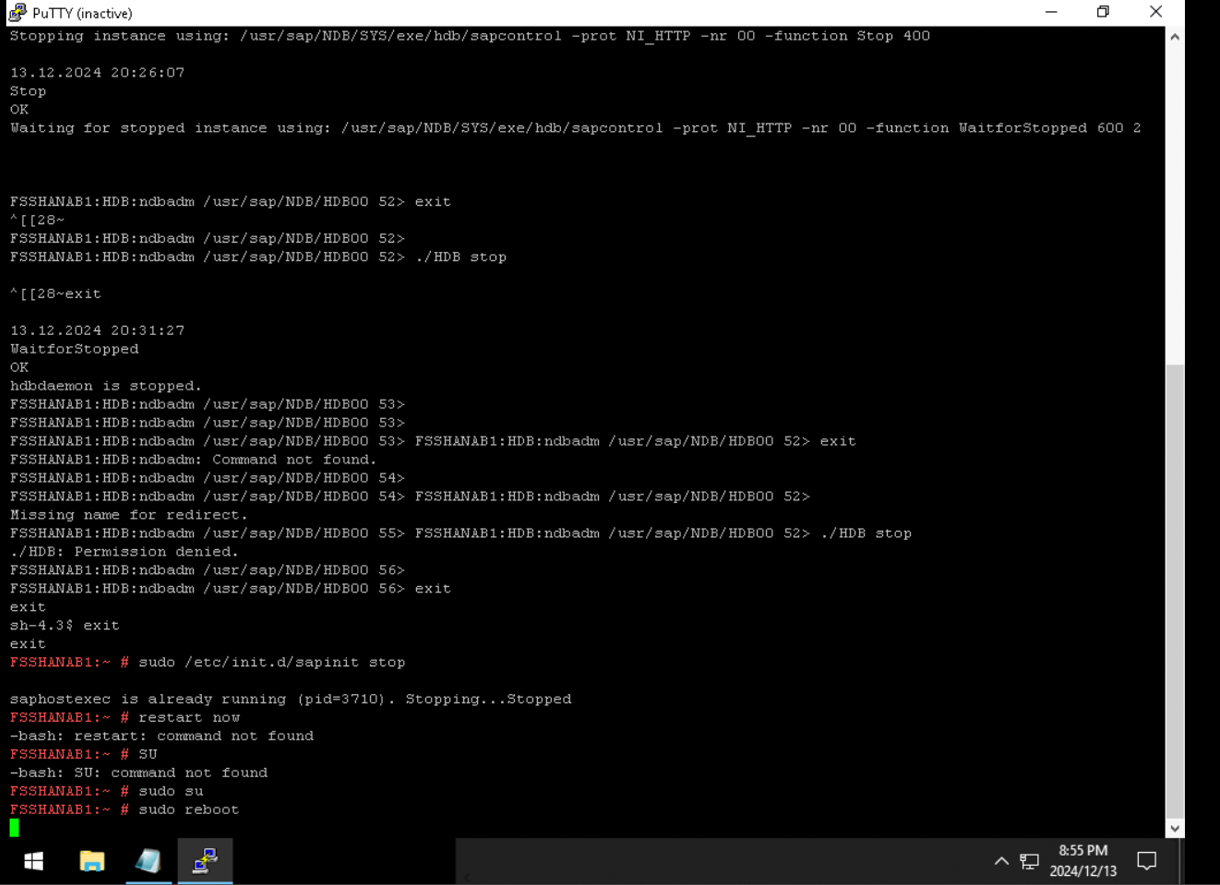 PuTTY (inactive)
Stopping instance using: /usr/sap/NDB/SYS/exe/hdb/sapcontrol -prot NI_HTTP -nr 00 -function Stop 400
13.12.2024 20:26:07
Stop
OK
Waiting for stopped instance using: /usr/sap/NDB/SYS/exe/hdb/sapcontrol -prot NI_HTTP -nr 00 -function WaitforStopped 600 2
FSSHANAB1:HDB:ndbadm /usr/sap/NDB/HDB00 52> exit
^[[28~
FSSHANAB1:HDB:ndbadm /usr/sap/NDB/HDB00 52>
FSSHANAB1:HDB:ndbadm /usr/sap/NDB/HDB00 52> ./HDB stop
^[[28~exit
13.12.2024 20:31:27
WaitforStopped
OK
hdbdaemon is stopped.
FSSHANAB1:HDB:ndbadm /usr/sap/NDB/HDB00 53>
FSSHANAB1:HDB:ndbadm /usr/sap/NDB/HDB00 53>
FSSHANAB1:HDB:ndbadm /usr/sap/NDB/HDB00 53> FSSHANAB1:HDB:ndbadm /usr/sap/NDB/HDB00 52> exit
FSSHANAB1:HDB:ndbadm: Command not found.
FSSHANAB1:HDB:ndbadm /usr/sap/NDB/HDB00 54>
FSSHANAB1:HDB:ndbadm /usr/sap/NDB/HDB00 54> FSSHANAB1:HDB:ndbadm /usr/sap/NDB/HDB00 52>
Missing name for redirect.
FSSHANAB1:HDB:ndbadm /usr/sap/NDB/HDB00 55> FSSHANAB1:HDB:ndbadm /usr/sap/NDB/HDB00 52> ./HDB stop
./HDB: Permission denied.
FSSHANAB1:HDB:ndbadm /usr/sap/NDB/HDB00 56>
FSSHANAB1:HDB:ndbadm /usr/sap/NDB/HDB00 56> exit
exit
sh-4.3$ exit
exit
FSSHANAB1:~ # sudo /etc/init.d/sapinit stop
saphostexec is already running (pid=3710). Stopping...Stopped
FSSHANAB1:~ # restart now
-bash: restart: command not found
FSSHANAB1:~ # SU
-bash: SU: command not found
FSSHANAB1:~ # sudo su
FSSHANAB1:~ # sudo reboot
8:55 PM
2024/12/13